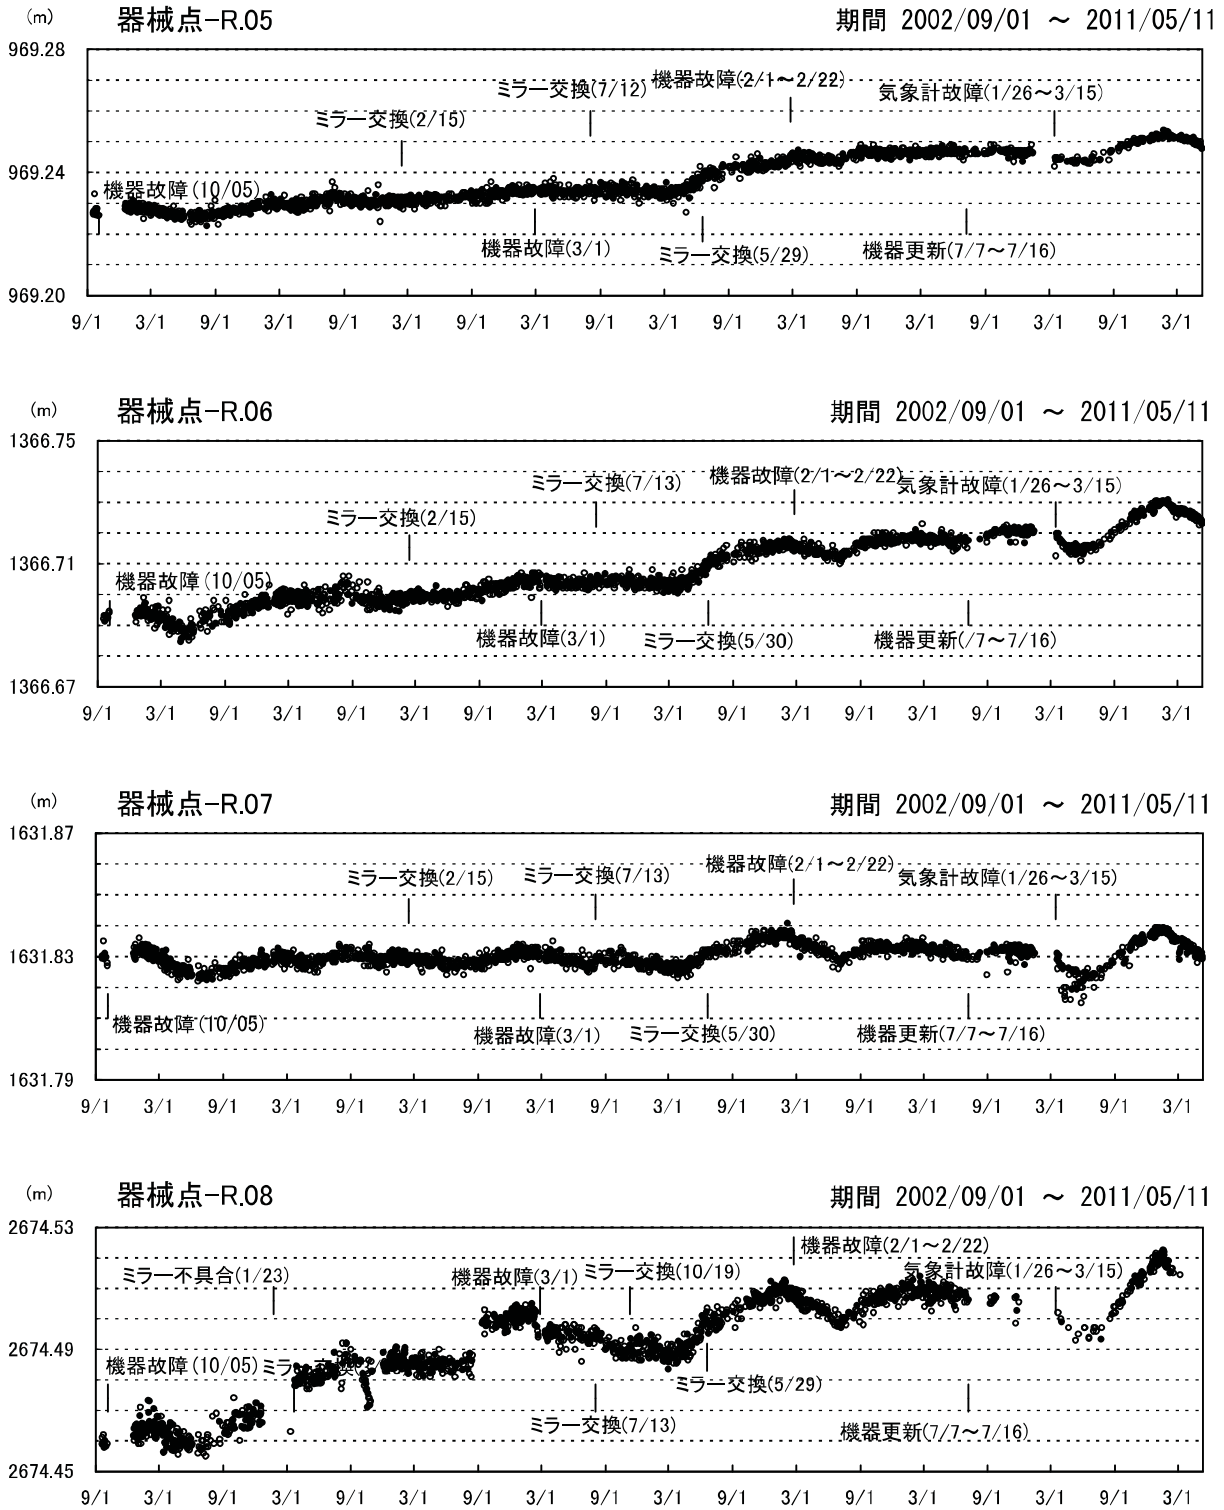 (m) 器械点-R.05 期間 2002/09/01 ～ 2011/05/11
969.28
機器故障(2/1～2/22)
ミラー交換(7/12) 気象計故障(1/26～3/15)
ミラー交換(2/15)
969.24
機器故障(10/05)
機器故障(3/1) ミラー交換(5/29) 機器更新(7/7～7/16)
969.20
9/1 3/1 9/1 3/1 9/1 3/1 9/1 3/1 9/1 3/1 9/1 3/1 9/1 3/1 9/1 3/1 9/1 3/1
(m) 器械点-R.06 期間 2002/09/01 ～ 2011/05/11
1366.75
機器故障(2/1～2/22)
ミラー交換(7/13) 気象計故障(1/26～3/15)
ミラー交換(2/15)
1366.71
機器故障(10/05)
機器故障(3/1) ミラー交換(5/30) 機器更新(/7～7/16)
1366.67
9/1 3/1 9/1 3/1 9/1 3/1 9/1 3/1 9/1 3/1 9/1 3/1 9/1 3/1 9/1 3/1 9/1 3/1
(m) 器械点-R.07 期間 2002/09/01 ～ 2011/05/11
1631.87
機器故障(2/1～2/22)
ミラー交換(2/15) ミラー交換(7/13) 気象計故障(1/26～3/15)
1631.83
機器故障(10/05) 機器故障(3/1) ミラー交換(5/30) 機器更新(7/7～7/16)
1631.79
9/1 3/1 9/1 3/1 9/1 3/1 9/1 3/1 9/1 3/1 9/1 3/1 9/1 3/1 9/1 3/1 9/1 3/1
(m) 器械点-R.08 期間 2002/09/01 ～ 2011/05/11
2674.53
機器故障(2/1～2/22)
ミラー不具合(1/23) 機器故障(3/1) ミラー交換(10/19) 気象計故障(1/26～3/15)
2674.49
機器故障(10/05) ミラー交換
ミラー交換(5/29)
ミラー交換(7/13) 機器更新(7/7～7/16)
2674.45
9/1 3/1 9/1 3/1 9/1 3/1 9/1 3/1 9/1 3/1 9/1 3/1 9/1 3/1 9/1 3/1 9/1 3/1